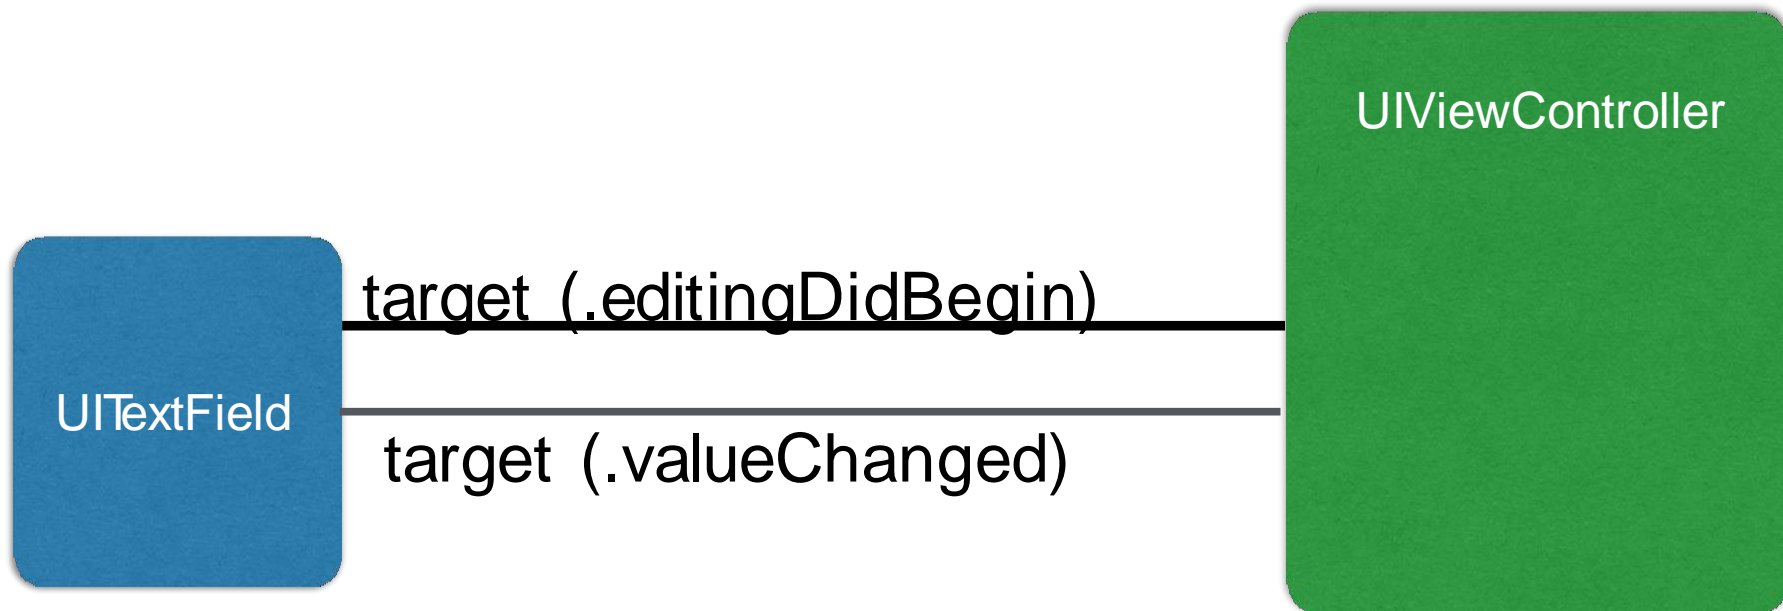 UIViewController
target (.editingDidBegin)
UITextField
target (.valueChanged)